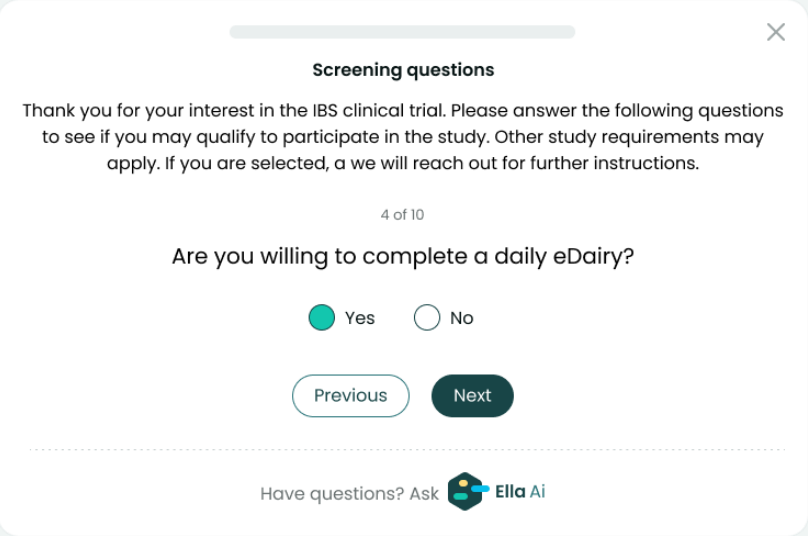 Screening questions
Thank you for your interest in the IBS clinical trial. Please answer the following questions
to see if you may qualify to participate in the study. Other study requirements may
apply. If you are selected, a we will reach out for further instructions.
4 of 10
Are you willing to complete a daily eDairy?
Yes No
Previous Next
Have questions? Ask Ella Ai